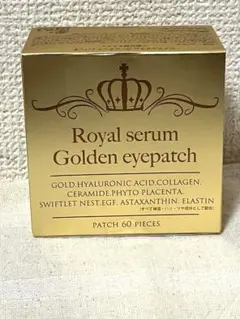 Royal serum
Golden eyepatch
GOLD.HYALURONIC ACID.COLLAGEN.
CERAMIDE.PHYTO PLACENTA.
SWIFTLET NEST.EGF. ASTAXANTHIN. ELASTIN
PATCH 60 PIECES